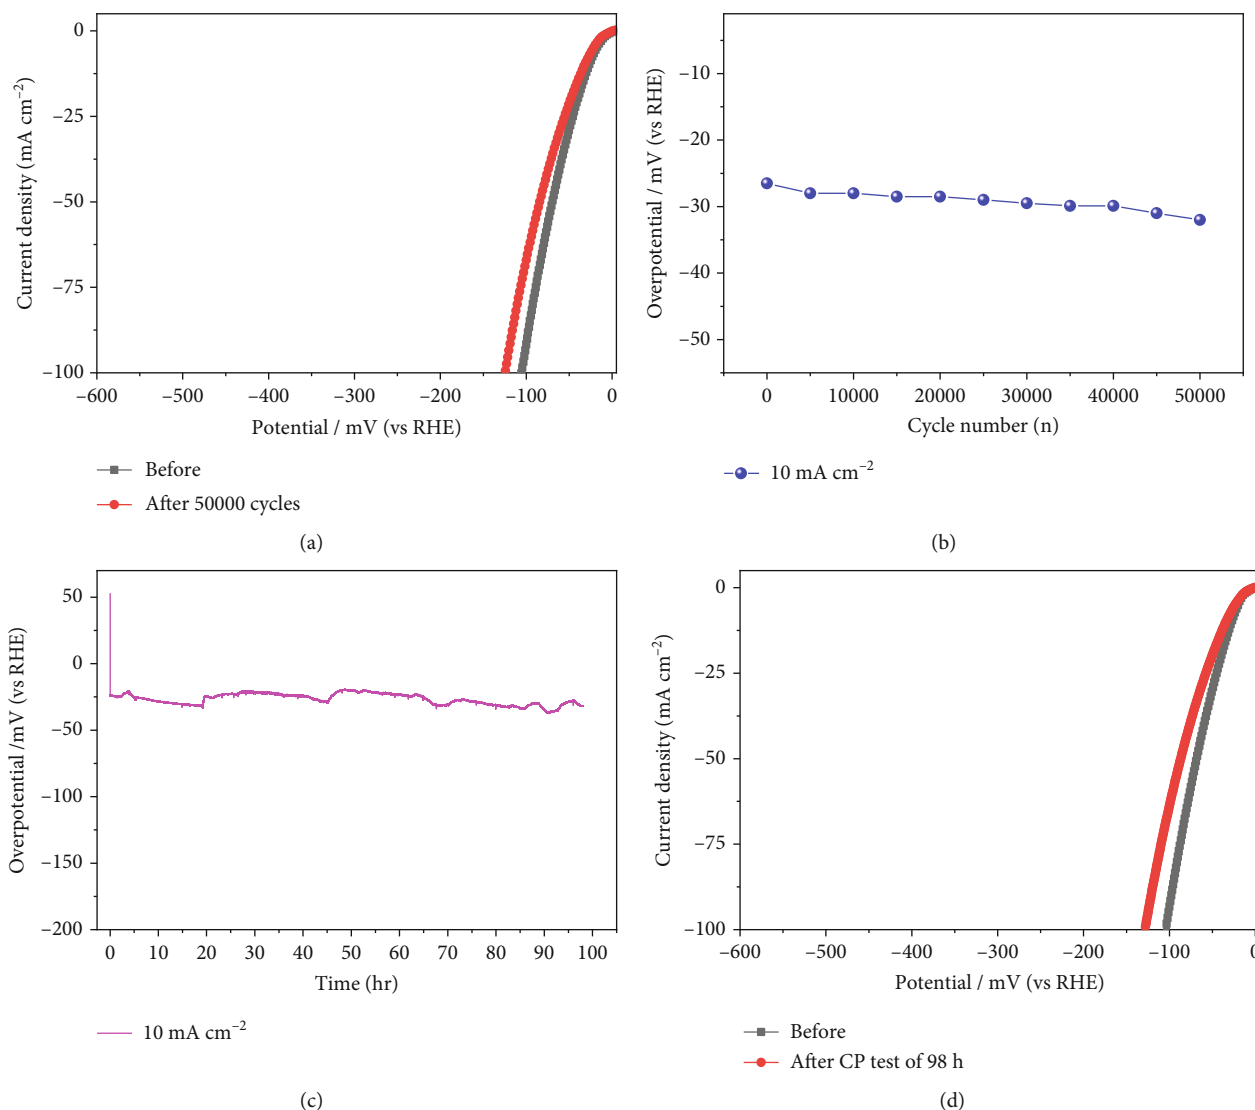 0
−25
−50
−75
−100
Current density (mA cm−2)
−600 −500 −400 −300 −200 −100 0
Potential / mV (vs RHE)
Before
After 50000 cycles
(a)
−10
−20
−30
−40
−50
Overpotential / mV (vs RHE)
0 10000 20000 30000 40000 50000
Cycle number (n)
10 mA cm−2
(b)
50
0
−50
−100
−150
−200
Overpotential /mV (vs RHE)
0 10 20 30 40 50 60 70 80 90 100
Time (hr)
10 mA cm−2
(c)
0
−25
−50
−75
−100
Current density (mA cm−2)
−600 −500 −400 −300 −200 −100 0
Potential / mV (vs RHE)
Before
After CP test of 98 h
(d)